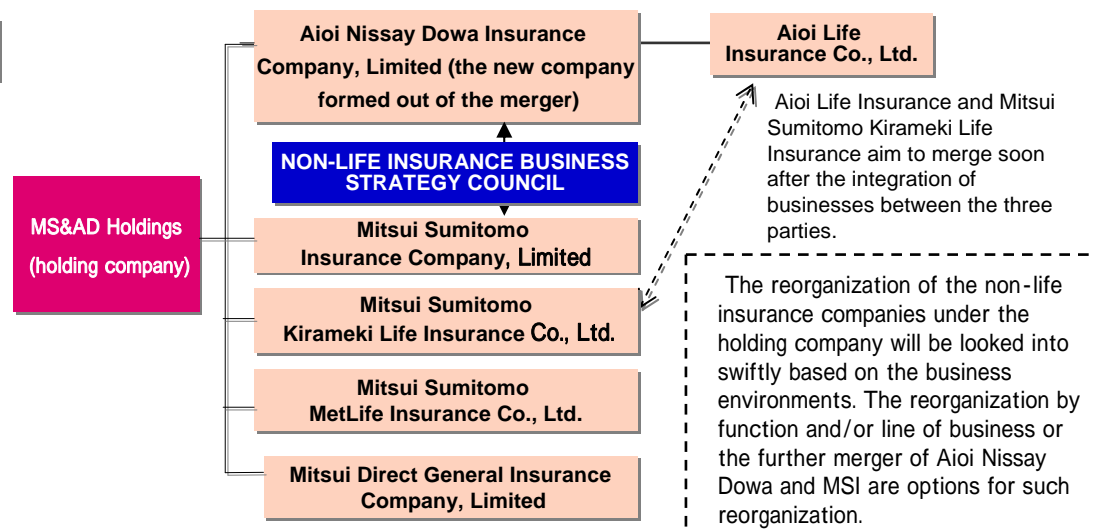 Aioi Nissay Dowa Insurance
Company, Limited (the new company
formed out of the merger)
Aioi Life
Insurance Co., Ltd.
Aioi Life Insurance and Mitsui
Sumitomo Kirameki Life
Insurance aim to merge soon
after the integration of
businesses between the three
parties.
NON-LIFE INSURANCE BUSINESS
STRATEGY COUNCIL
MS&AD Holdings
(holding company)
Mitsui Sumitomo
Insurance Company, Limited
Mitsui Sumitomo
Kirameki Life Insurance Co., Ltd.
Mitsui Sumitomo
MetLife Insurance Co., Ltd.
Mitsui Direct General Insurance
Company, Limited
The reorganization of the non-life
insurance companies under the
holding company will be looked into
swiftly based on the business
environments. The reorganization by
function and/or line of business or
the further merger of Aioi Nissay
Dowa and MSI are options for such
reorganization.